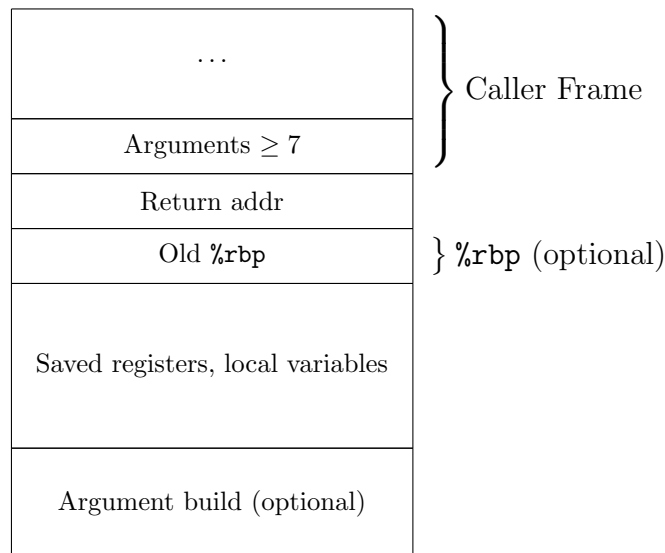 ...
Caller Frame
Arguments ≥ 7
Return addr
Old %rbp
%rbp (optional)
Saved registers, local variables
Argument build (optional)